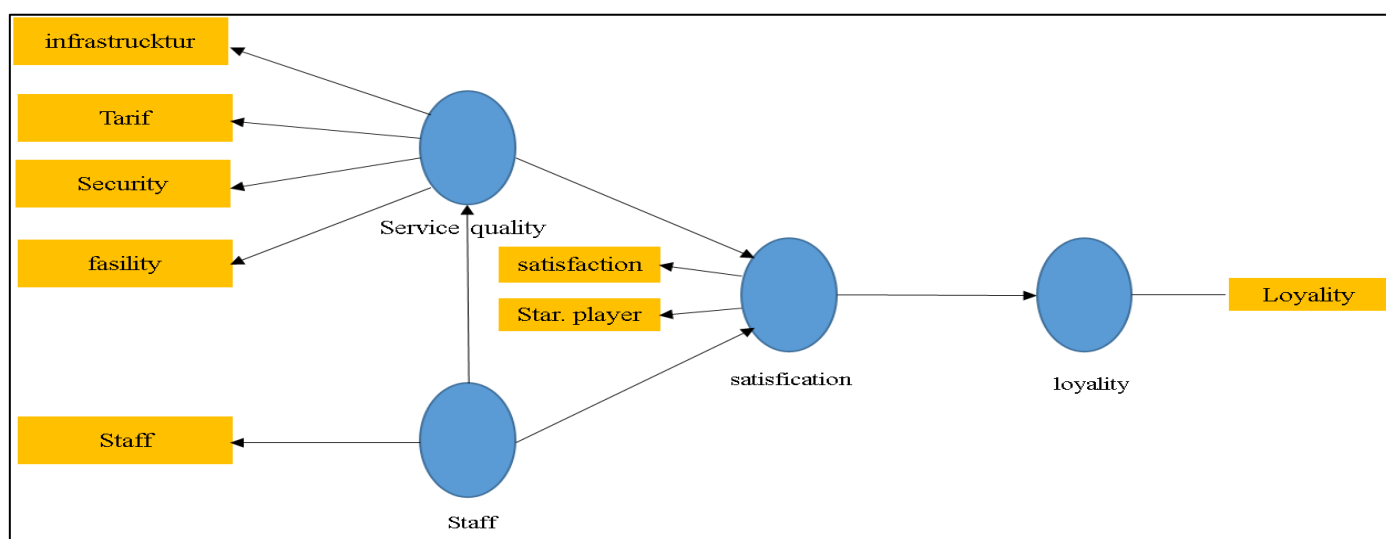 infrastrucktur
Tarif
Security
fasility
Service quality
satisfaction
Star. player
satisfication
loyality
Loyality
Staff
Staff